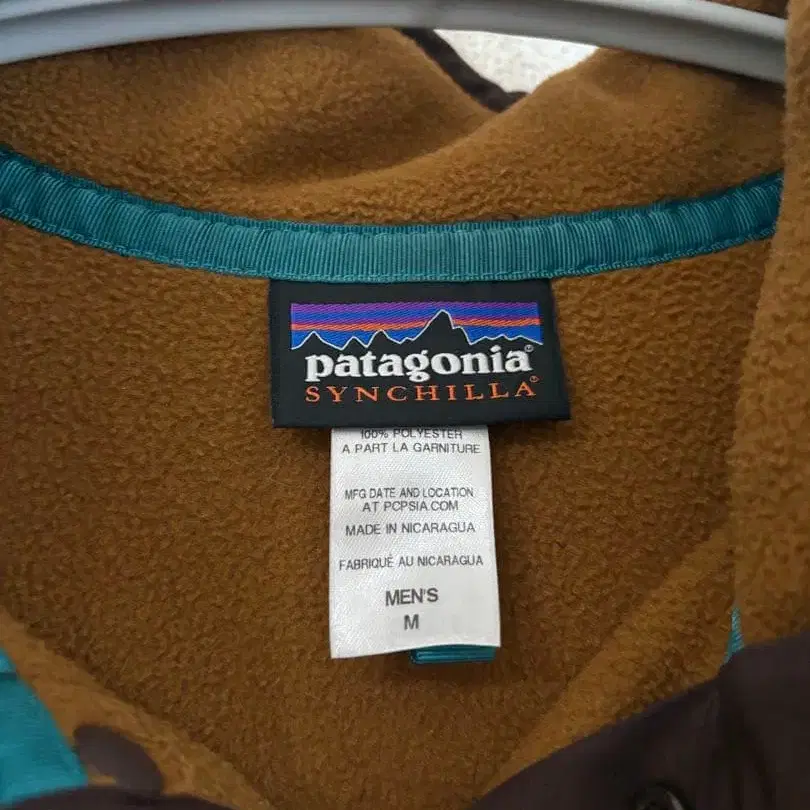 patagonia®
SYNCHILLA®
100% POLYESTER
A PART LA GARNITURE
MFG DATE AND LOCATION
AT PCPSIA.COM
MADE IN NICARAGUA
FABRIQUÉ AU NICARAGUA
MEN'S
M